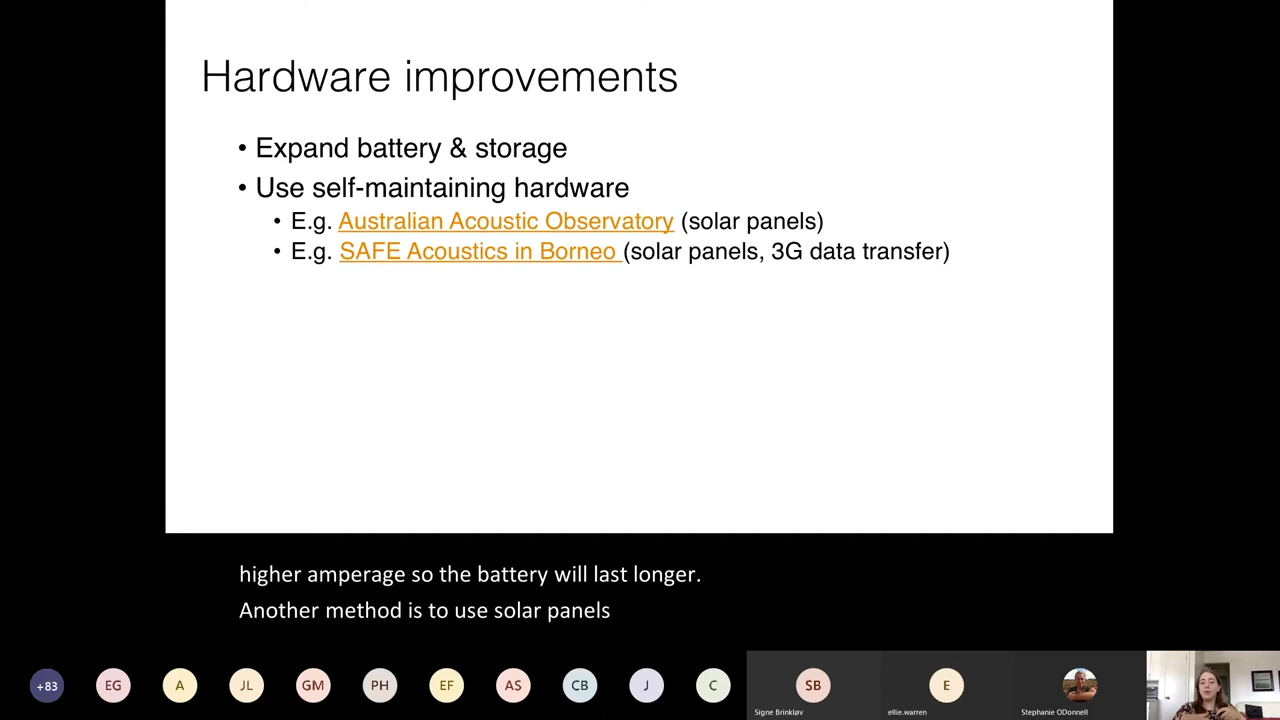 Hardware improvements
• Expand battery & storage
• Use self-maintaining hardware
• E.g. Australian Acoustic Observatory (solar panels)
• E.g. SAFE Acoustics in Borneo (solar panels, 3G data transfer)
higher amperage so the battery will last longer.
Another method is to use solar panels
+83 EG A JL GM PH EF AS CB J C SB E
Signe Brinkløv ellie.warren Stephanie ODonnell